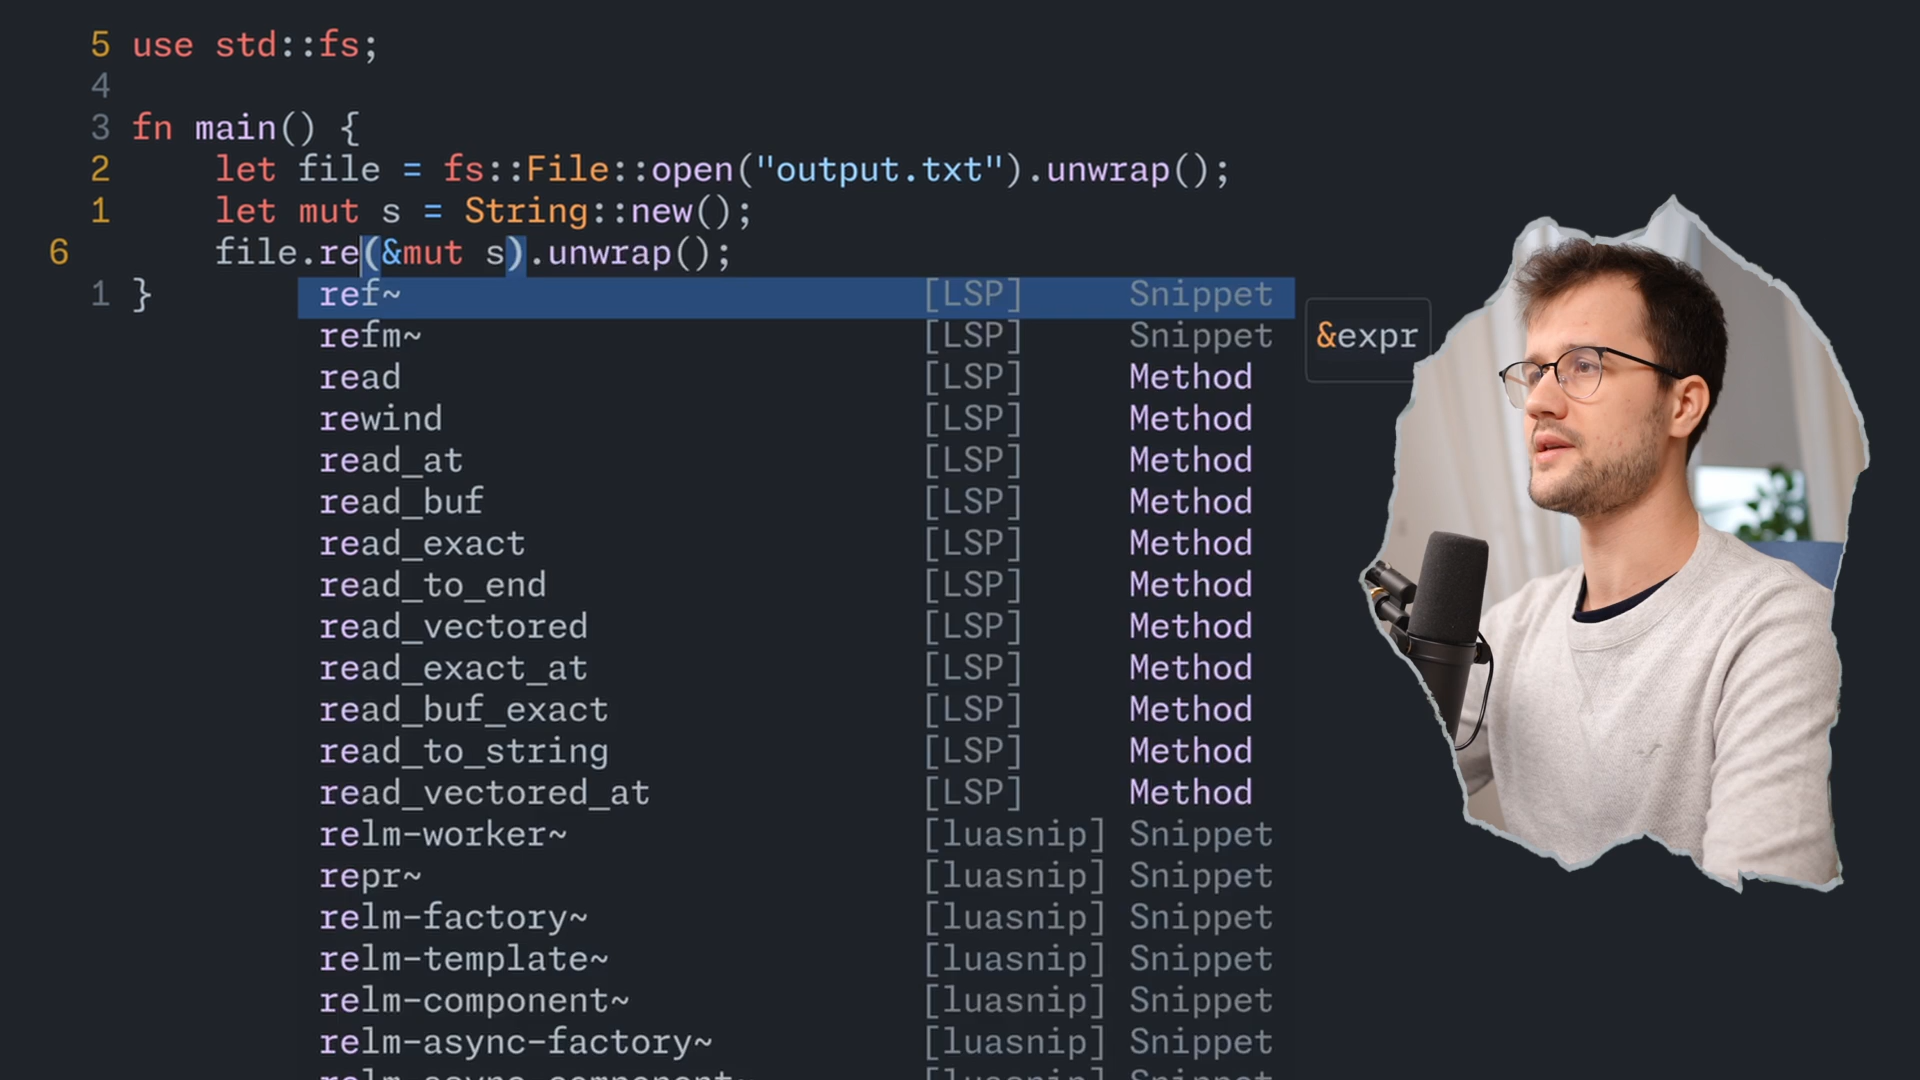 5 use std::fs;
4
3 fn main() {
2 let file = fs::File::open("output.txt").unwrap();
1 let mut s = String::new();
6 file.re(&mut s).unwrap();
1 }
ref~ [LSP] Snippet
&expr
refm~ [LSP] Snippet
read [LSP] Method
rewind [LSP] Method
read_at [LSP] Method
read_buf [LSP] Method
read_exact [LSP] Method
read_to_end [LSP] Method
read_vectored [LSP] Method
read_exact_at [LSP] Method
read_buf_exact [LSP] Method
read_to_string [LSP] Method
read_vectored_at [LSP] Method
relm-worker~ [luasnip] Snippet
repr~ [luasnip] Snippet
relm-factory~ [luasnip] Snippet
relm-template~ [luasnip] Snippet
relm-component~ [luasnip] Snippet
relm-async-factory~ [luasnip] Snippet